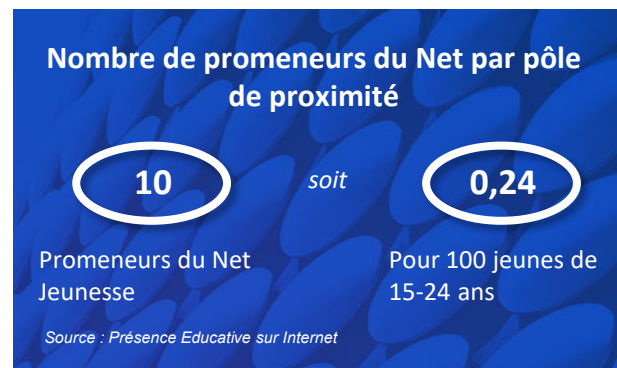 Nombre de promeneurs du Net par pôle
de proximité
10 soit 0,24
Promeneurs du Net
Jeunesse
Pour 100 jeunes de
15-24 ans
Source : Présence Educative sur Internet